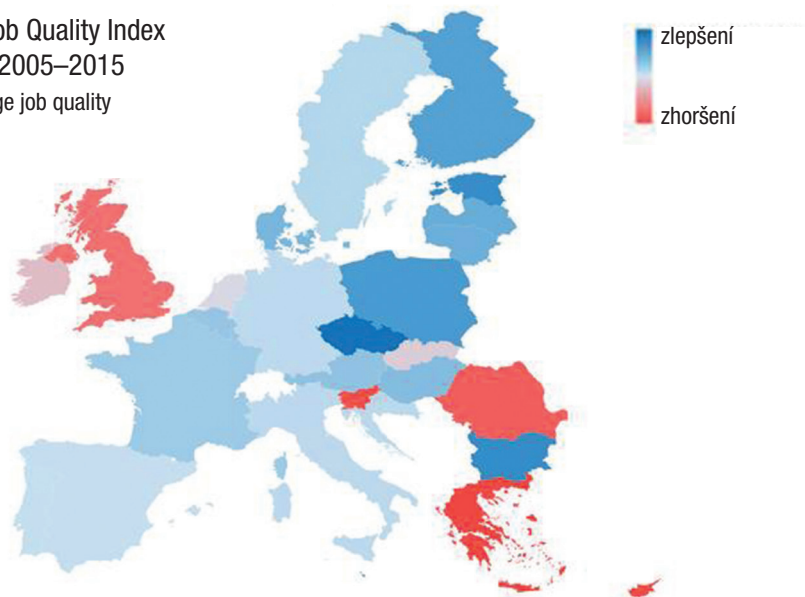 ob Quality Index
2005–2015
ge job quality
zlepšení
zhoršení